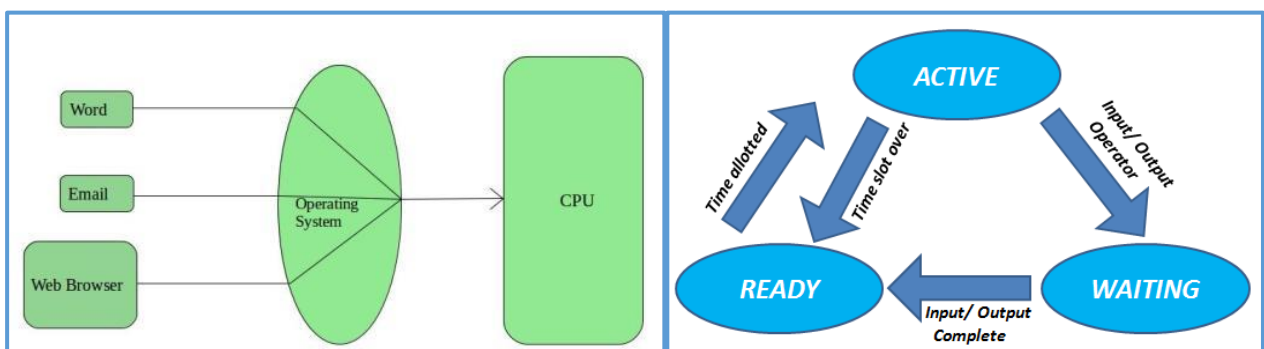 Word
Email
Web Browser
Operating
System
CPU
ACTIVE
Time allotted
Time slot over
Input/ Output
Operator
READY
WAITING
Input/ Output
Complete